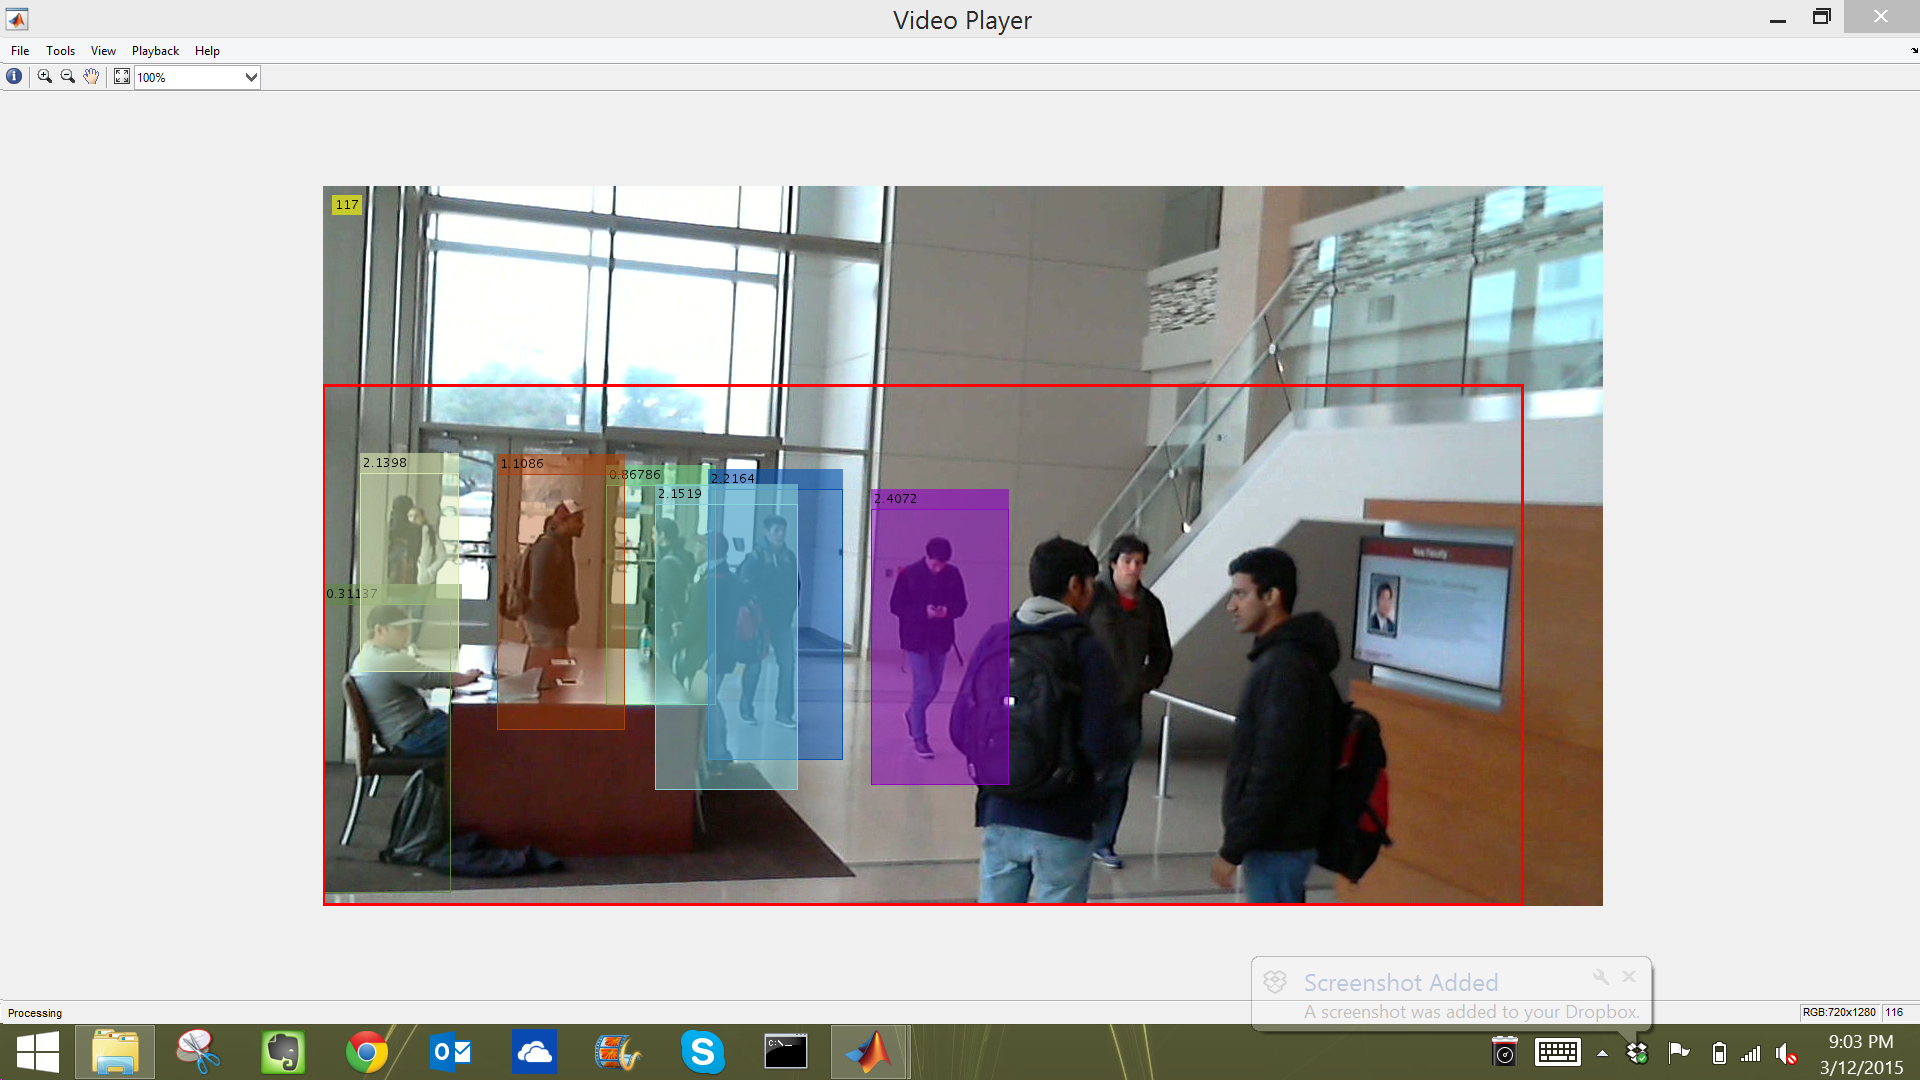 Video Player
File Tools View Playback Help
100%
117
2.1398
1.1086
0.86786
2.2164
2.1519
2.4072
0.31137
New Faculty
Screenshot Added
A screenshot was added to your Dropbox.
Processing
RGB:720x1280 116
C:\_
9:03 PM
3/12/2015